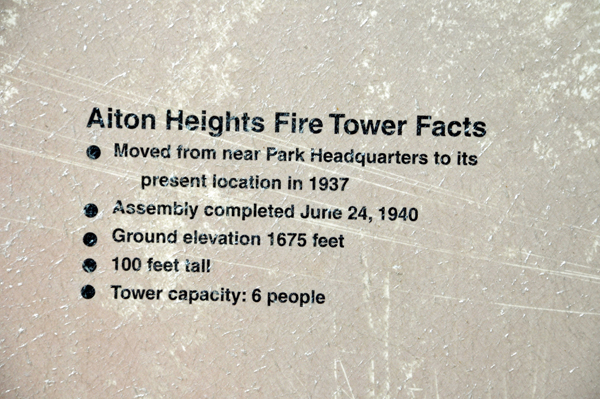 Aiton Heights Fire Tower Facts
● Moved from near Park Headquarters to its
present location in 1937
● Assembly completed June 24, 1940
● Ground elevation 1675 feet
● 100 feet tall
● Tower capacity: 6 people